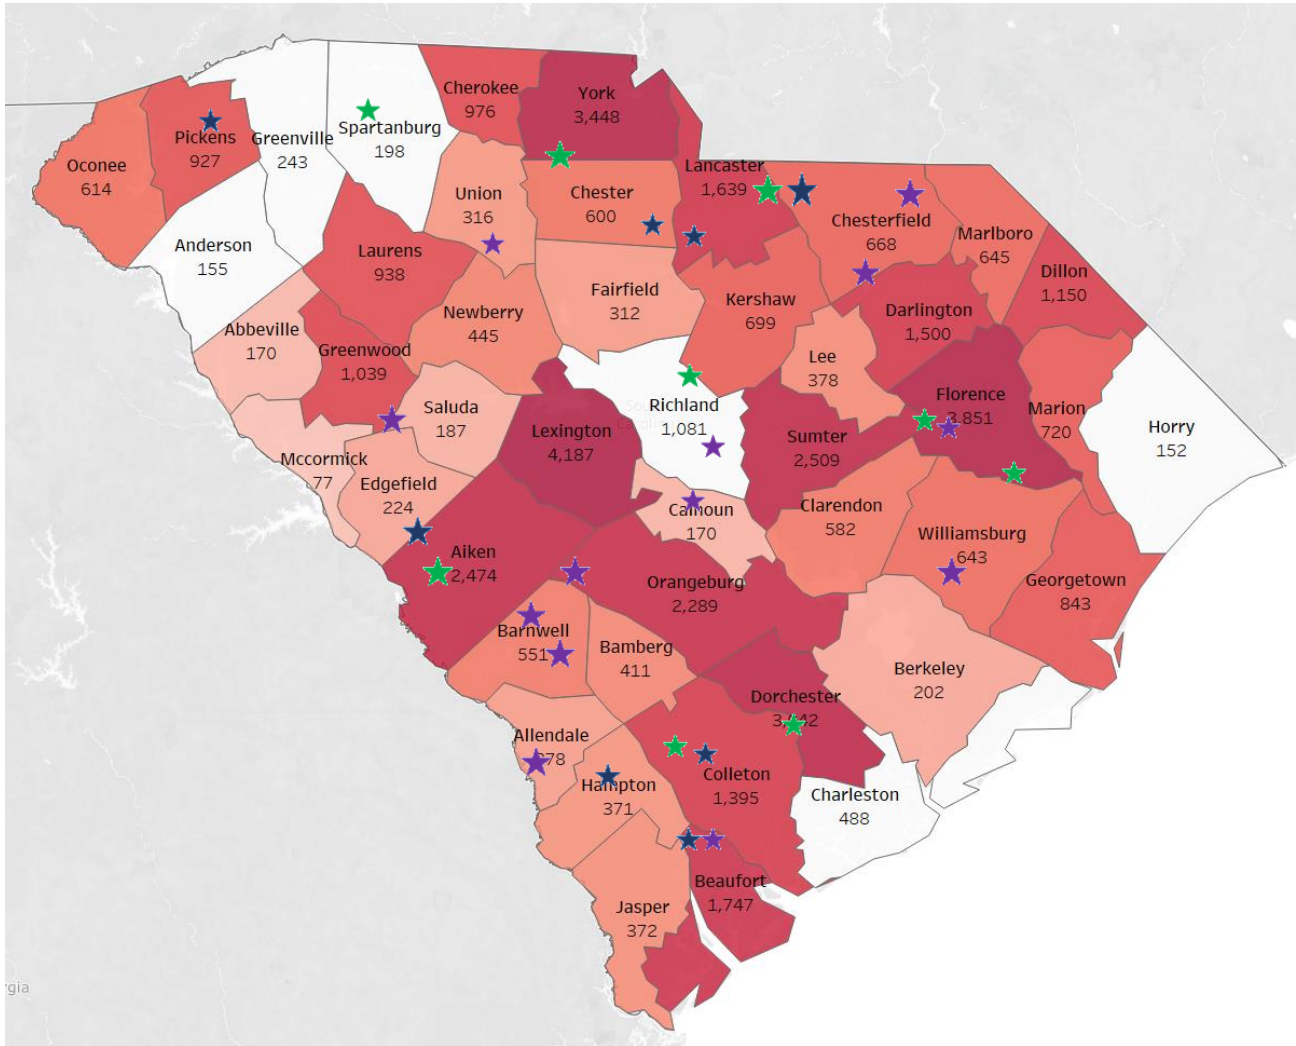 Cherokee
976
York
3,448
Pickens
927
Greenville
243
Spartanburg
198
Oconee
614
Lancaster
1,639
Union
316
Chester
600
Chesterfield
668
Marlboro
645
Anderson
155
Laurens
938
Dillon
1,150
Fairfield
312
Kershaw
699
Darlington
1,500
Newberry
445
Abbeville
170
Greenwood
1,039
Lee
378
Saluda
187
Richland
1,081
Florence
3,851
Marion
720
Horry
152
Lexington
4,187
Sumter
2,509
Mccormick
77
Edgefield
224
Calhoun
170
Clarendon
582
Williamsburg
643
Aiken
2,474
Orangeburg
2,289
Georgetown
843
Barnwell
551
Bamberg
411
Berkeley
202
Dorchester
Allendale
Hampton
371
Colleton
1,395
Charleston
488
Beaufort
1,747
Jasper
372
gia